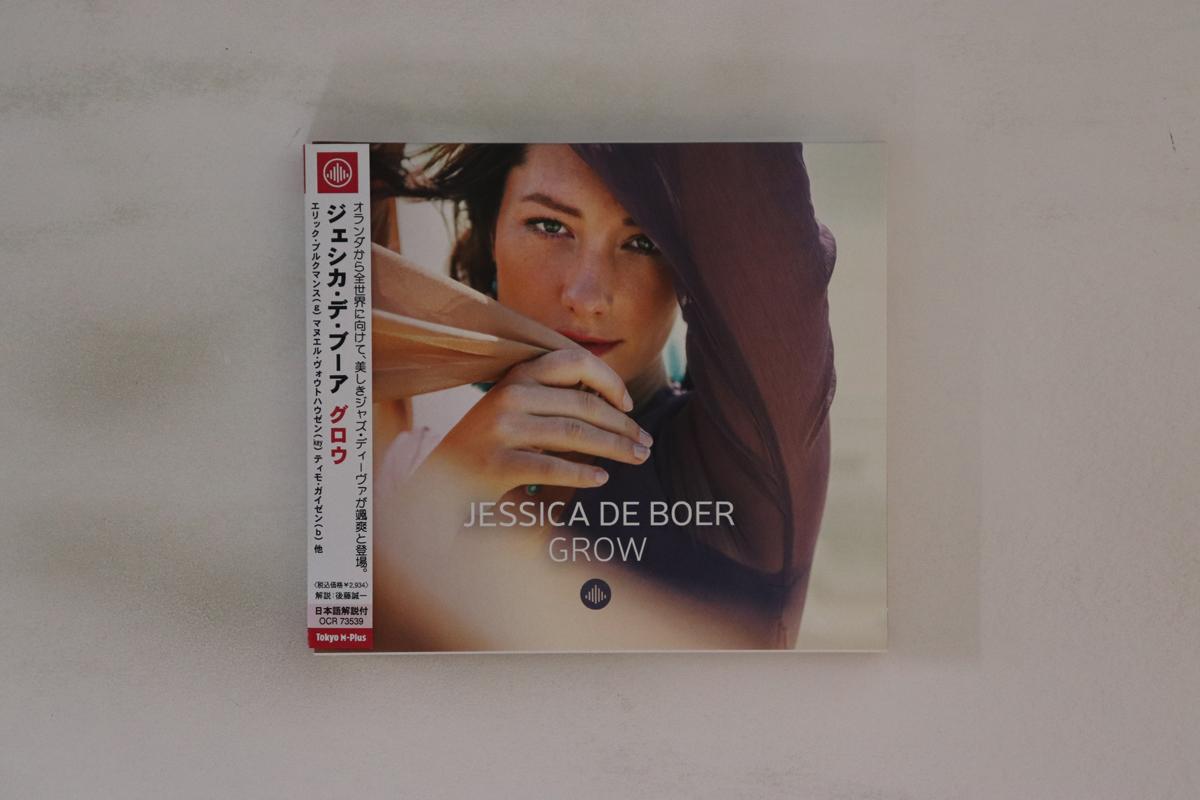 オランダから全世界に向けて、美しきジャズ・ディーヴァが颯爽と登場。
ジェシカ・デ・ブーア グロウ
エリック・ブルクマンス(g) マヌエル・ヴォウトハウゼン(key) ティモ・ガイゼン(b) 他
〈税込価格¥2,934〉
解説:後藤誠一
日本語解説付
OCR 73539
Tokyo M-Plus
JESSICA DE BOER
GROW